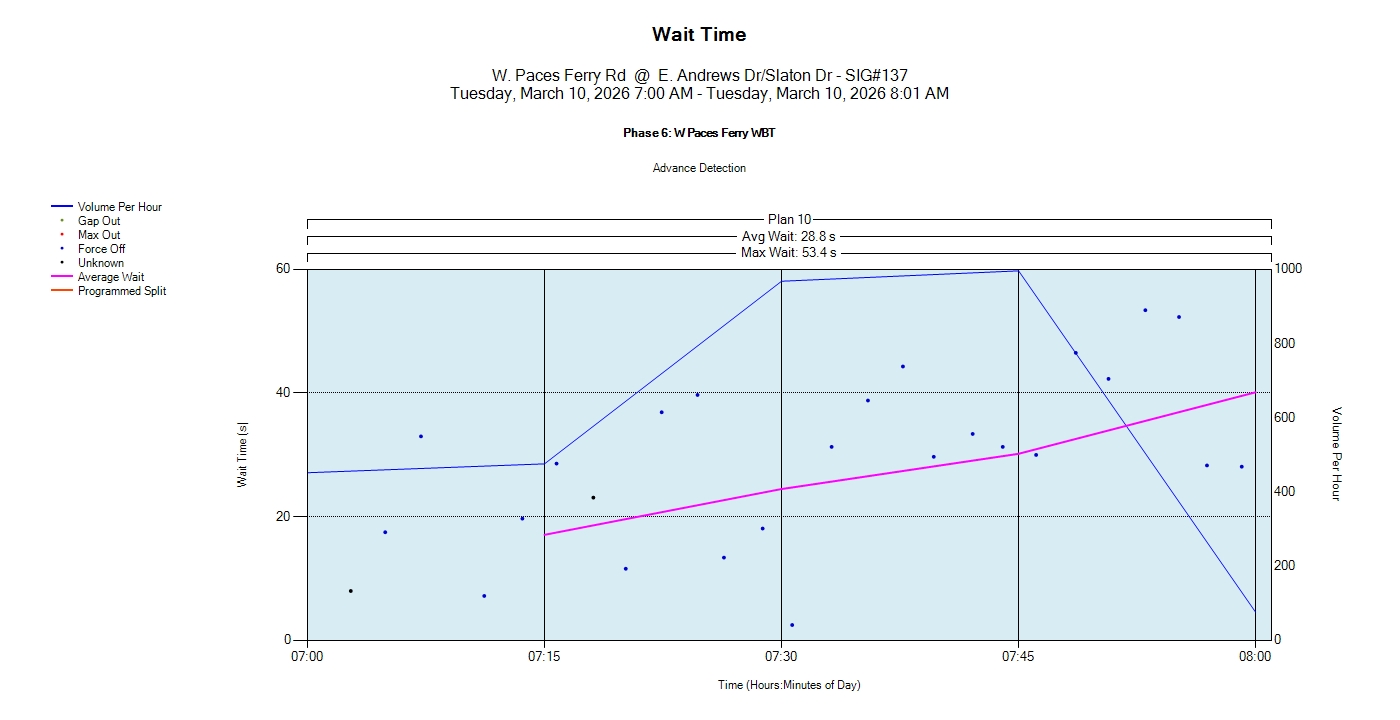 Wait Time
W. Paces Ferry Rd @ E. Andrews Dr/Slaton Dr - SIG#137
Tuesday, March 10, 2026 7:00 AM - Tuesday, March 10, 2026 8:01 AM
Phase 6: W Paces Ferry WBT
Advance Detection
Volume Per Hour
Gap Out
Max Out
Force Off
Unknown
Average Wait
Programmed Split
Plan 10
Avg Wait: 28.8 s
Max Wait: 53.4 s
60
40
20
0
Wait Time [s]
1000
800
600
400
200
0
Volume Per Hour
07:00
07:15
07:30
07:45
08:00
Time (Hours:Minutes of Day)